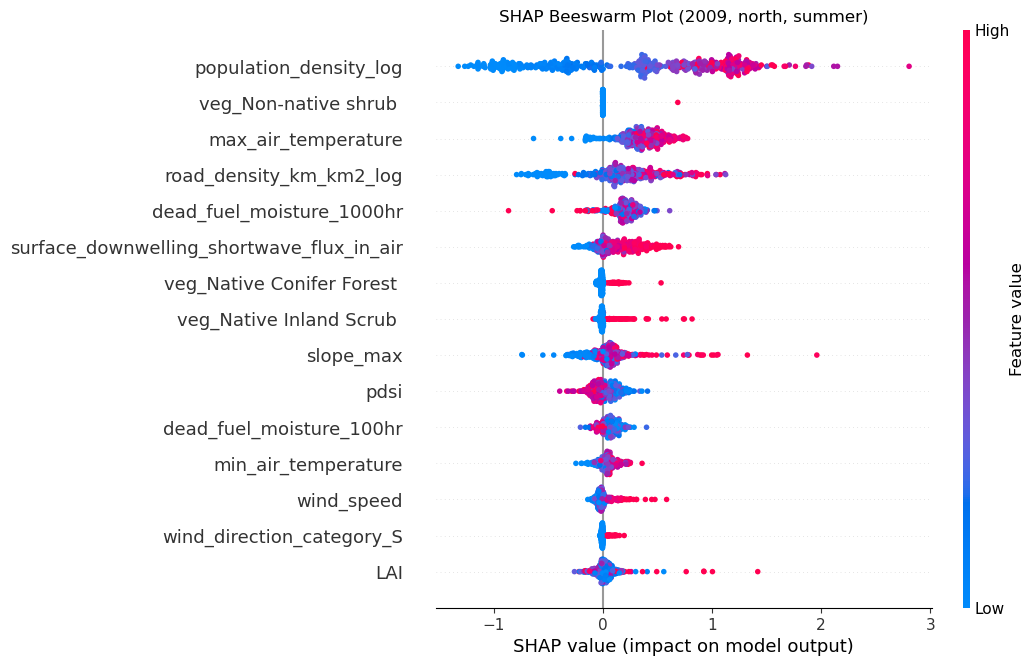 SHAP Beeswarm Plot (2009, north, summer)
High
population_density_log
veg_Non-native shrub
max_air_temperature
road_density_km_km2_log
dead_fuel_moisture_1000hr
surface_downwelling_shortwave_flux_in_air
veg_Native Conifer Forest
veg_Native Inland Scrub
slope_max
pdsi
dead_fuel_moisture_100hr
min_air_temperature
wind_speed
wind_direction_category_S
LAI
Feature value
Low
−1 0 1 2 3
SHAP value (impact on model output)